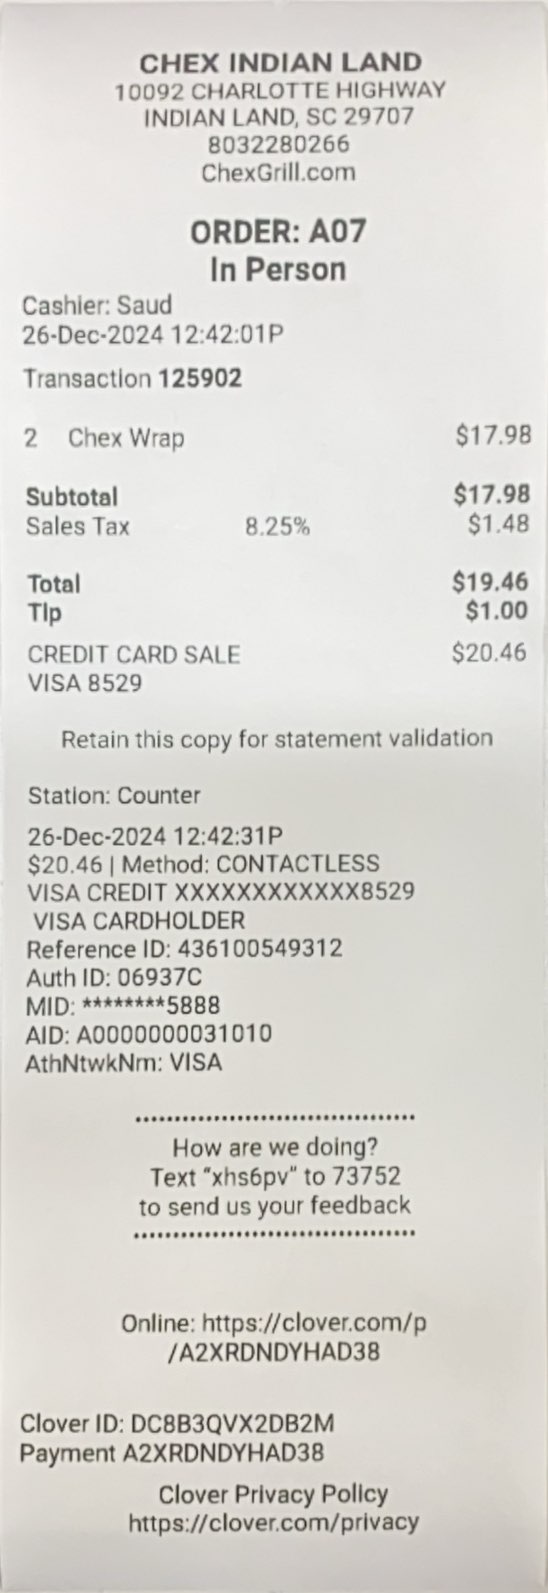 CHEX INDIAN LAND
10092 CHARLOTTE HIGHWAY
INDIAN LAND, SC 29707
8032280266
ChexGrill.com
ORDER: A07
In Person
Cashier: Saud
26-Dec-2024 12:42:01P
Transaction 125902
2 Chex Wrap $17.98
Subtotal $17.98
Sales Tax 8.25% $1.48
Total $19.46
Tip $1.00
CREDIT CARD SALE $20.46
VISA 8529
Retain this copy for statement validation
Station: Counter
26-Dec-2024 12:42:31P
$20.46 | Method: CONTACTLESS
VISA CREDIT XXXXXXXXXXXX8529
VISA CARDHOLDER
Reference ID: 436100549312
Auth ID: 06937C
MID: ********5888
AID: A0000000031010
AthNtwkNm: VISA
How are we doing?
Text "xhs6pv" to 73752
to send us your feedback
Online: https://clover.com/p
/A2XRDNDYHAD38
Clover ID: DC8B3QVX2DB2M
Payment A2XRDNDYHAD38
Clover Privacy Policy
https://clover.com/privacy